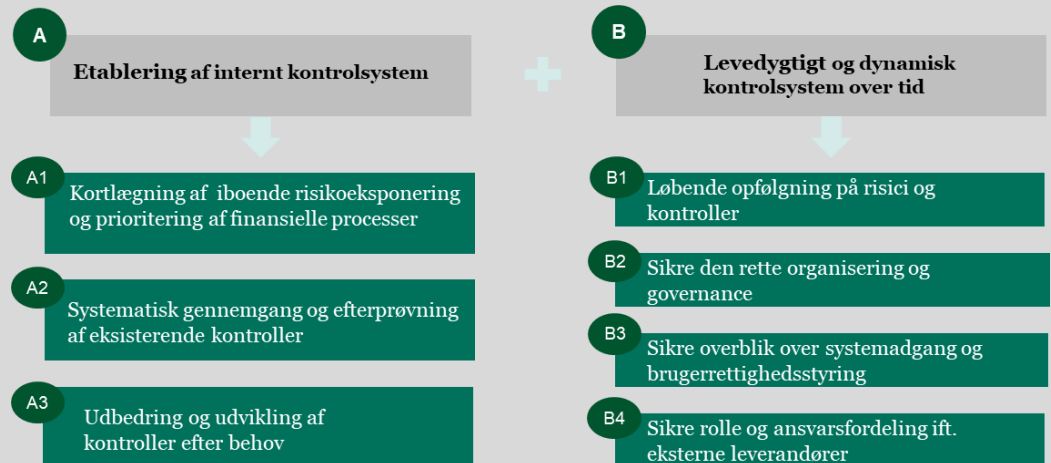 A
Etablering af internt kontrolsystem
A1
Kortlægning af iboende risikoeksponering
og prioritering af finansielle processer
A2
Systematisk gennemgang og efterprøvning
af eksisterende kontroller
A3
Udbedring og udvikling af
kontroller efter behov
B
Levedygtigt og dynamisk
kontrolsystem over tid
B1
Løbende opfølgning på risici og
kontroller
B2
Sikre den rette organisering og
governance
B3
Sikre overblik over systemadgang og
brugerrettighedsstyring
B4
Sikre rolle og ansvarsfordeling ift.
eksterne leverandører